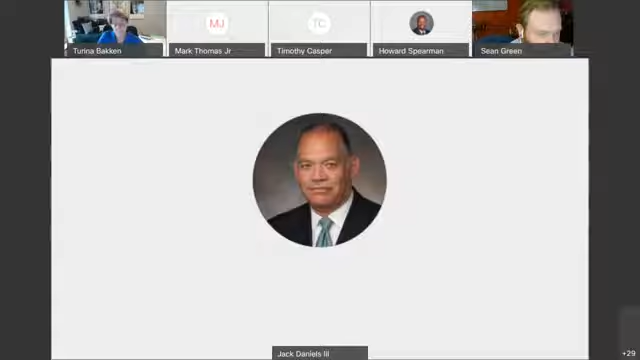 MJ
TC
Turina Bakken
Mark Thomas Jr
Timothy Casper
Howard Spearman
Sean Green
Jack Daniels III
+29